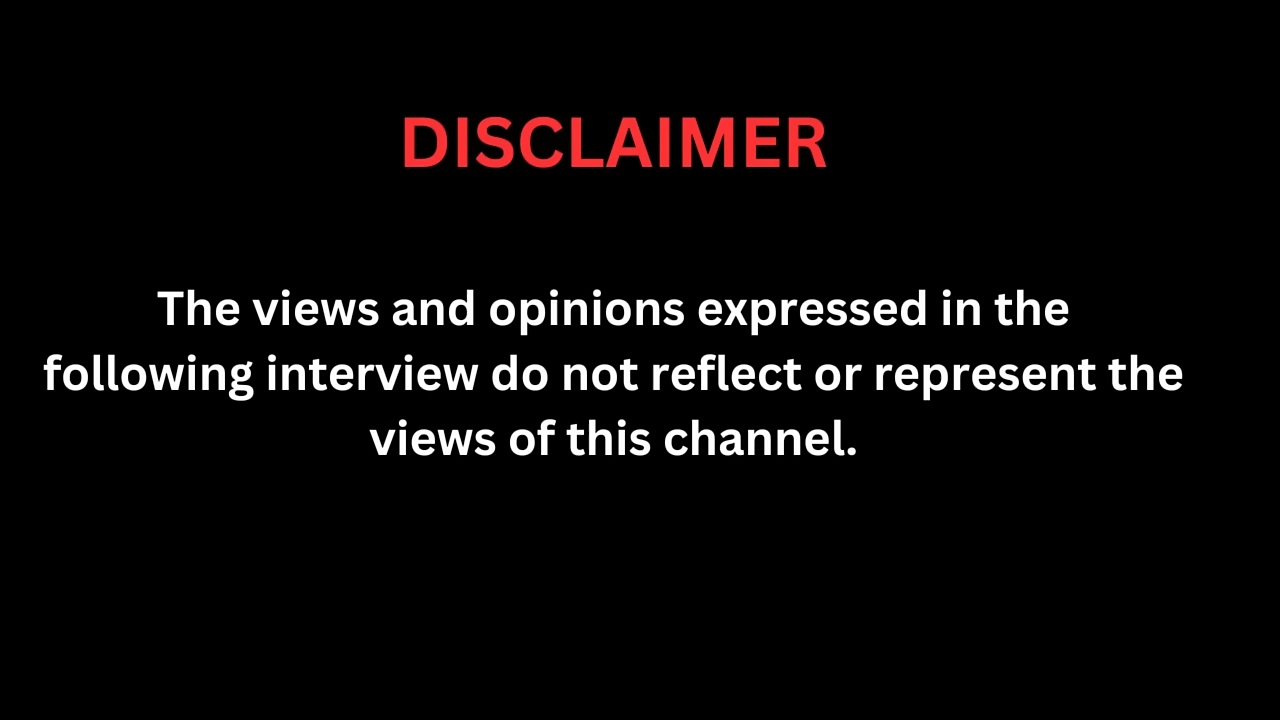 DISCLAIMER
The views and opinions expressed in the
following interview do not reflect or represent the
views of this channel.